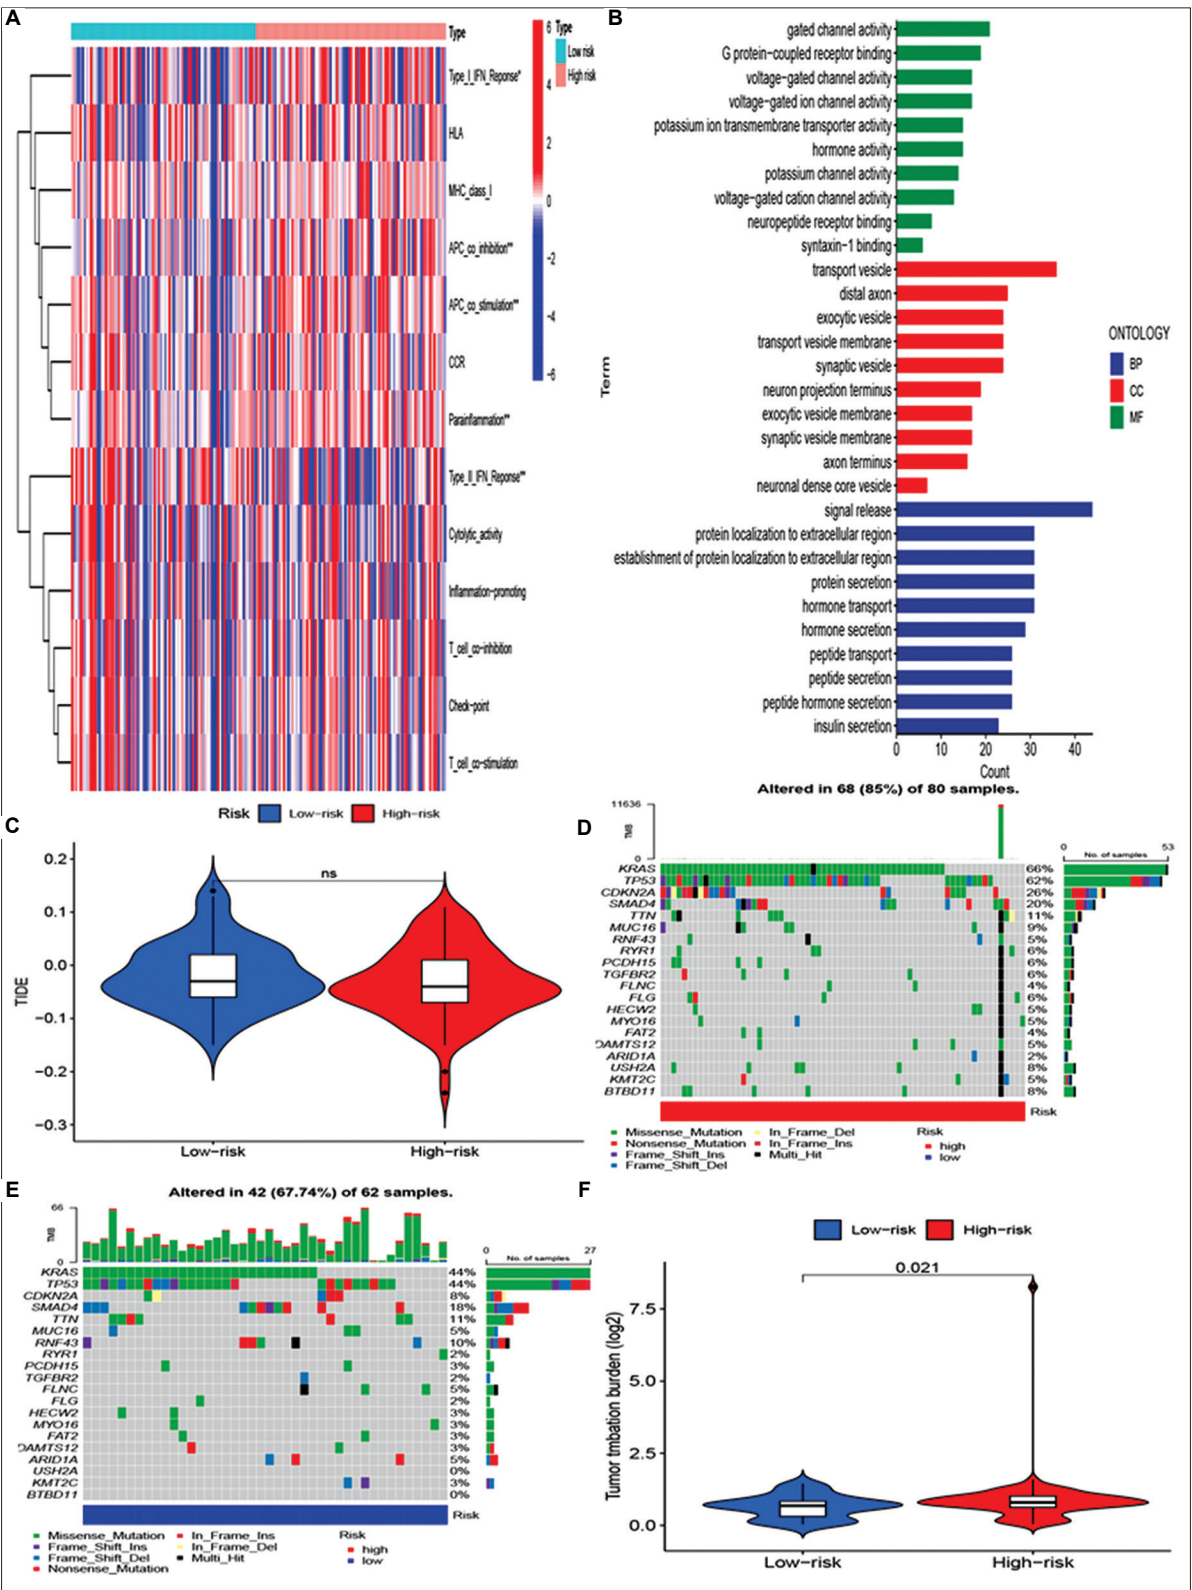 A
Type
6
4
2
0
−2
−4
−6
Type
Low risk
High risk
Type_I_IFN_Reponse*
HLA
MHC_class_I
APC_co_inhibition**
APC_co_stimulation**
CCR
Parainflammation**
Type_II_IFN_Reponse**
Cytolytic_activity
Inflammation-promoting
T_cell_co-inhibition
Check-point
T_cell_co-stimulation
B
Term
gated channel activity
G protein-coupled receptor binding
voltage-gated channel activity
voltage-gated ion channel activity
potassium ion transmembrane transporter activity
hormone activity
potassium channel activity
voltage-gated cation channel activity
neuropeptide receptor binding
syntaxin-1 binding
transport vesicle
distal axon
exocytic vesicle
transport vesicle membrane
synaptic vesicle
neuron projection terminus
exocytic vesicle membrane
synaptic vesicle membrane
axon terminus
neuronal dense core vesicle
signal release
protein localization to extracellular region
establishment of protein localization to extracellular region
protein secretion
hormone transport
hormone secretion
peptide transport
peptide secretion
peptide hormone secretion
insulin secretion
0 10 20 30 40
Count
ONTOLOGY
BP
CC
MF
C
Risk Low-risk High-risk
TIDE
0.2
0.1
0.0
−0.1
−0.2
−0.3
ns
Low-risk High-risk
D
Altered in 68 (85%) of 80 samples.
11636
TMB
0
0 53
No. of samples
KRAS 66%
TP53 62%
CDKN2A 26%
SMAD4 20%
TTN 11%
MUC16 9%
RNF43 5%
RYR1 6%
PCDH15 6%
TGFBR2 6%
FLNC 4%
FLG 6%
HECW2 5%
MYO16 5%
FAT2 4%
DAMTS12 5%
ARID1A 2%
USH2A 8%
KMT2C 5%
BTBD11 8%
Risk
Missense_Mutation In_Frame_Del
Nonsense_Mutation In_Frame_Ins
Frame_Shift_Ins Multi_Hit
Frame_Shift_Del
Risk
high
low
E
Altered in 42 (67.74%) of 62 samples.
66
TMB
0
0 27
No. of samples
KRAS 44%
TP53 44%
CDKN2A 8%
SMAD4 18%
TTN 11%
MUC16 5%
RNF43 10%
RYR1 2%
PCDH15 3%
TGFBR2 2%
FLNC 5%
FLG 2%
HECW2 3%
MYO16 3%
FAT2 3%
DAMTS12 3%
ARID1A 5%
USH2A 0%
KMT2C 3%
BTBD11 0%
Risk
Missense_Mutation In_Frame_Ins
Frame_Shift_Ins In_Frame_Del
Frame_Shift_Del Multi_Hit
Nonsense_Mutation
Risk
high
low
F
Low-risk High-risk
Tumor tmbation burden (log2)
7.5
5.0
2.5
0.0
0.021
Low-risk High-risk